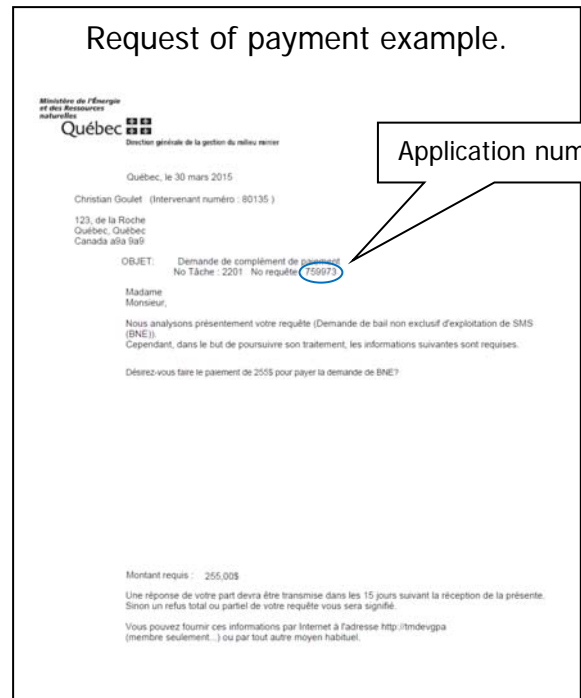 Request of payment example.
Ministère de l'Énergie
et des Ressources
naturelles
Québec
Direction générale de la gestion du milieu minier
Application num
Québec, le 30 mars 2015
Christian Goulet (Intervenant numéro : 80135 )
123, de la Roche
Québec, Québec
Canada a9a 9a9
OBJET: Demande de complément de paiement
No Tâche : 2201 No requête : 759973
Madame
Monsieur,
Nous analysons présentement votre requête (Demande de bail non exclusif d'exploitation de SMS
(BNE)).
Cependant, dans le but de poursuivre son traitement, les informations suivantes sont requises.
Désirez-vous faire le paiement de 255$ pour payer la demande de BNE?
Montant requis : 255,00$
Une réponse de votre part devra être transmise dans les 15 jours suivant la réception de la présente.
Sinon un refus total ou partiel de votre requête vous sera signifié.
Vous pouvez fournir ces informations par Internet à l'adresse http://tmdevgpa
(membre seulement...) ou par tout autre moyen habituel.